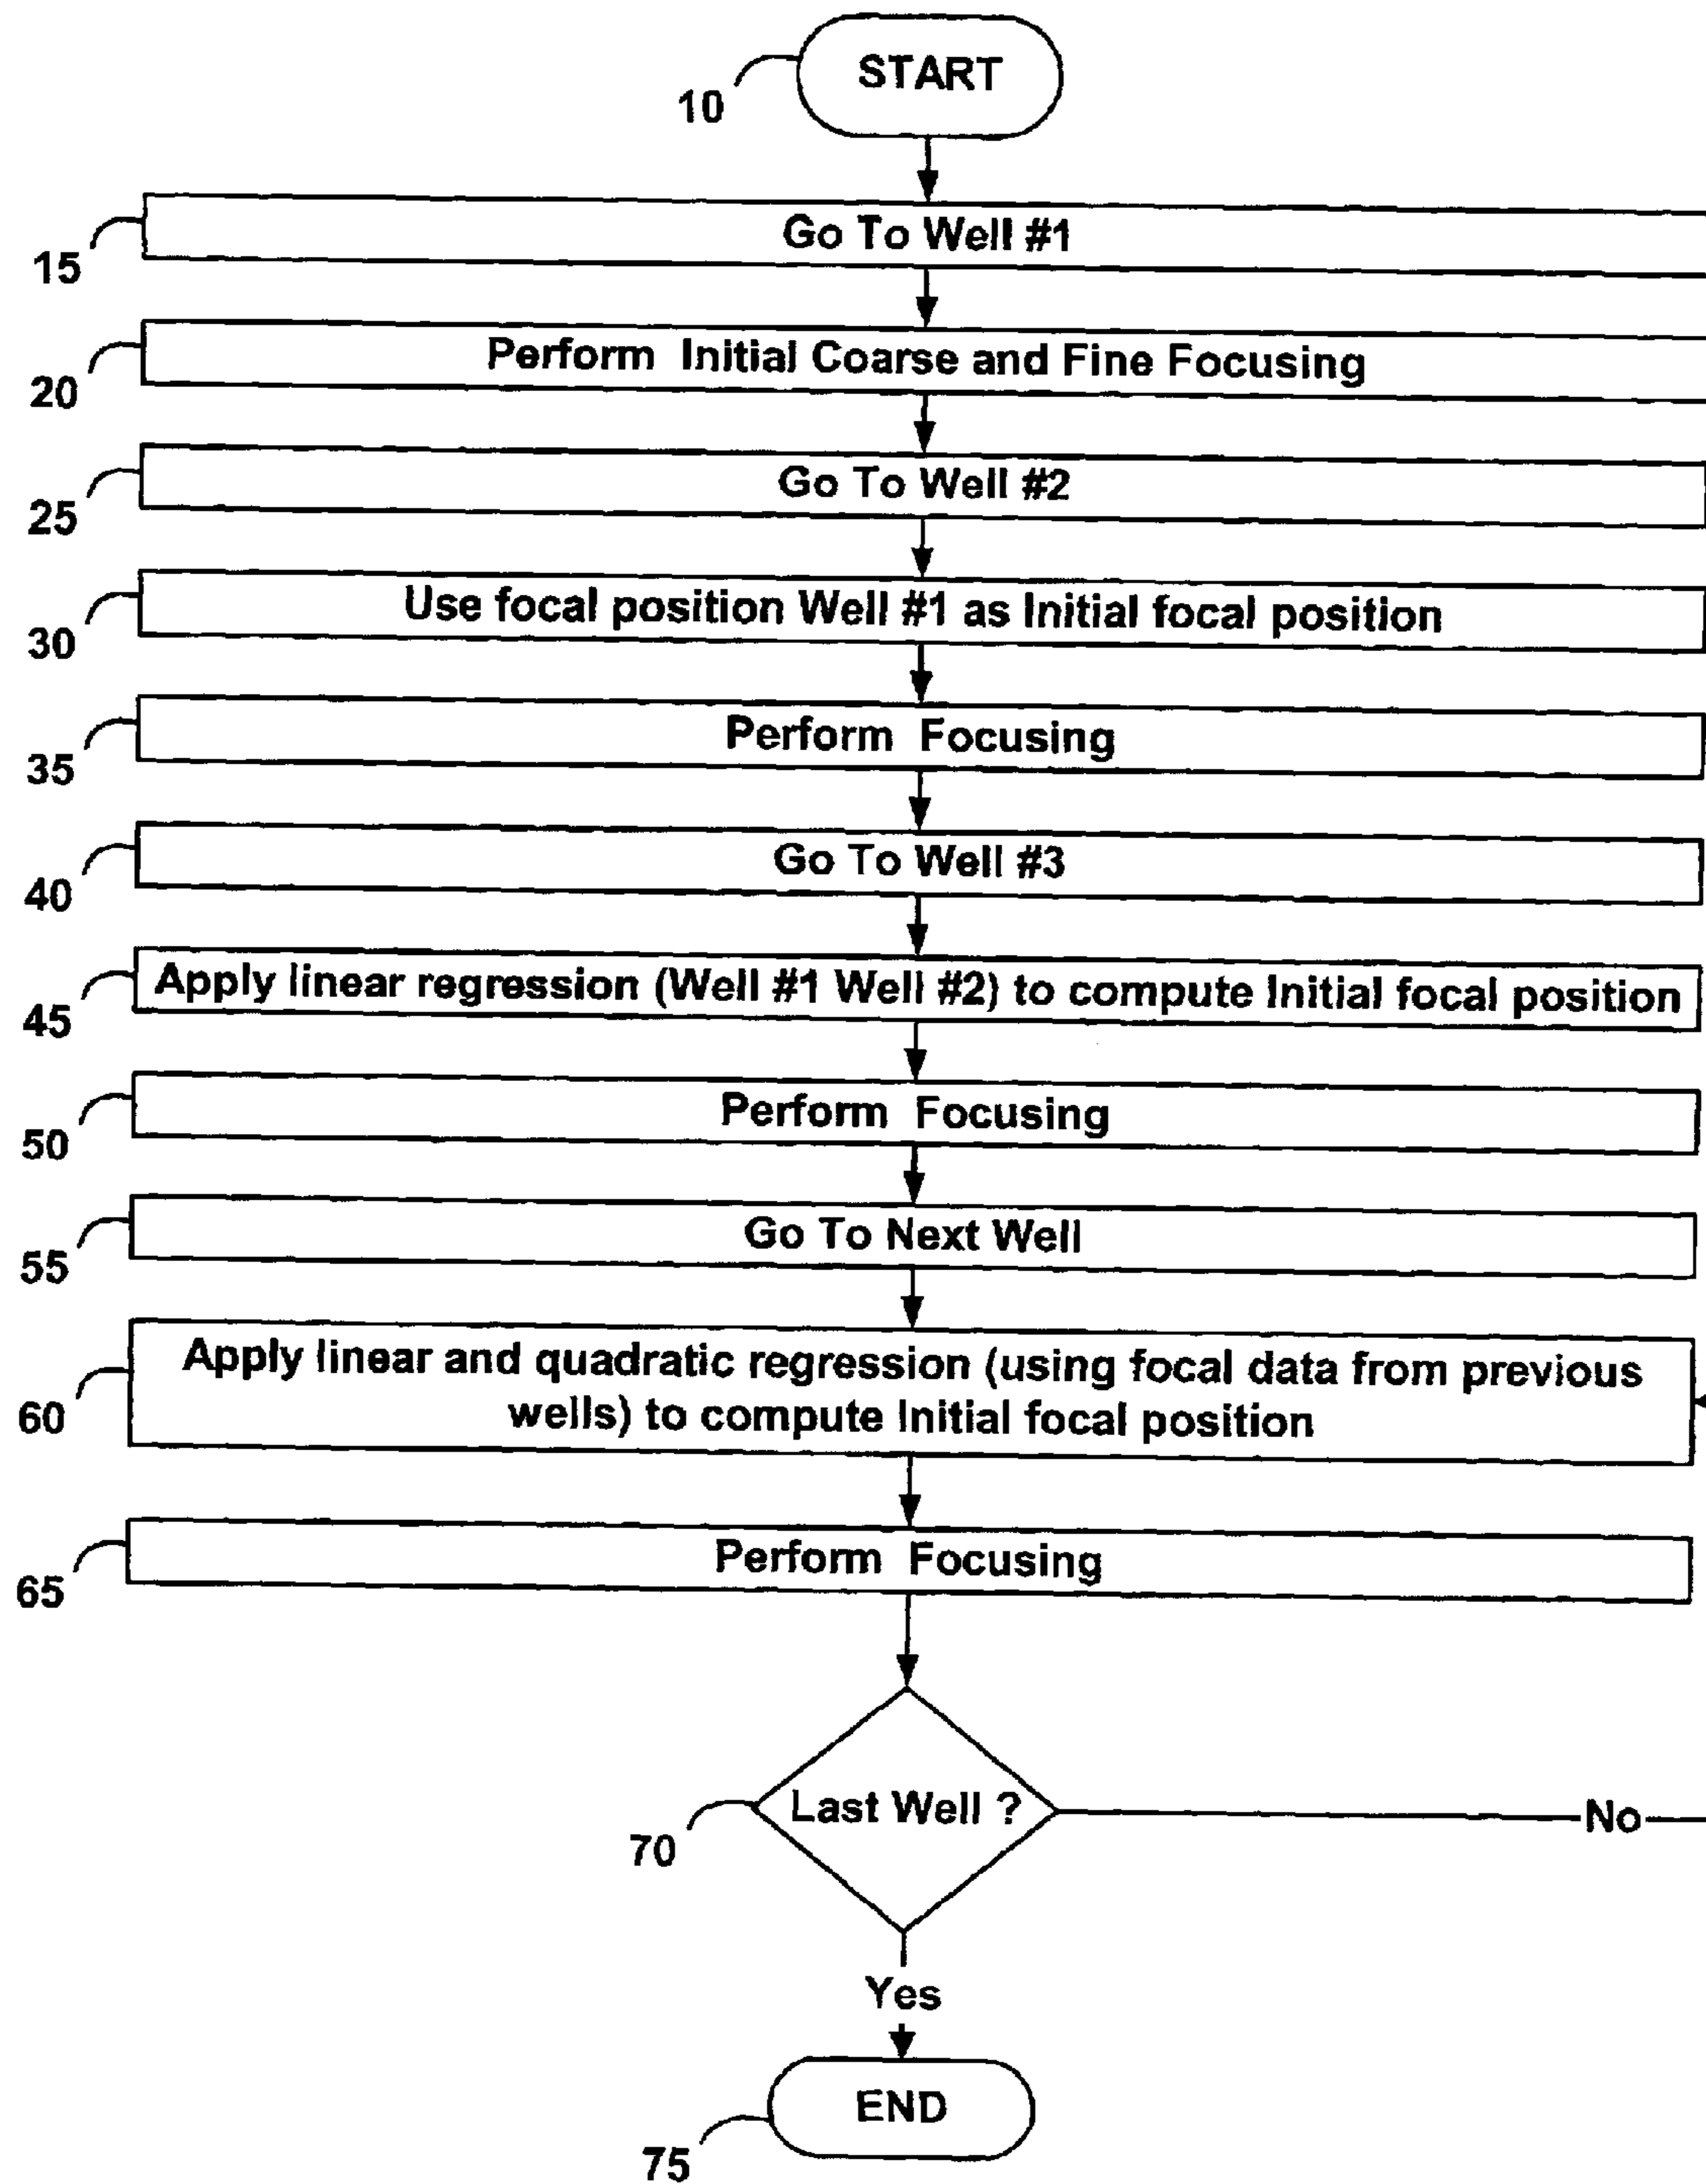 START
10
Go To Well #1
15
Perform Initial Coarse and Fine Focusing
20
Go To Well #2
25
Use focal position Well #1 as Initial focal position
30
Perform Focusing
35
Go To Well #3
40
Apply linear regression (Well #1 Well #2) to compute Initial focal position
45
Perform Focusing
50
Go To Next Well
55
Apply linear and quadratic regression (using focal data from previous
wells) to compute Initial focal position
60
Perform Focusing
65
Last Well ?
No
70
Yes
END
75